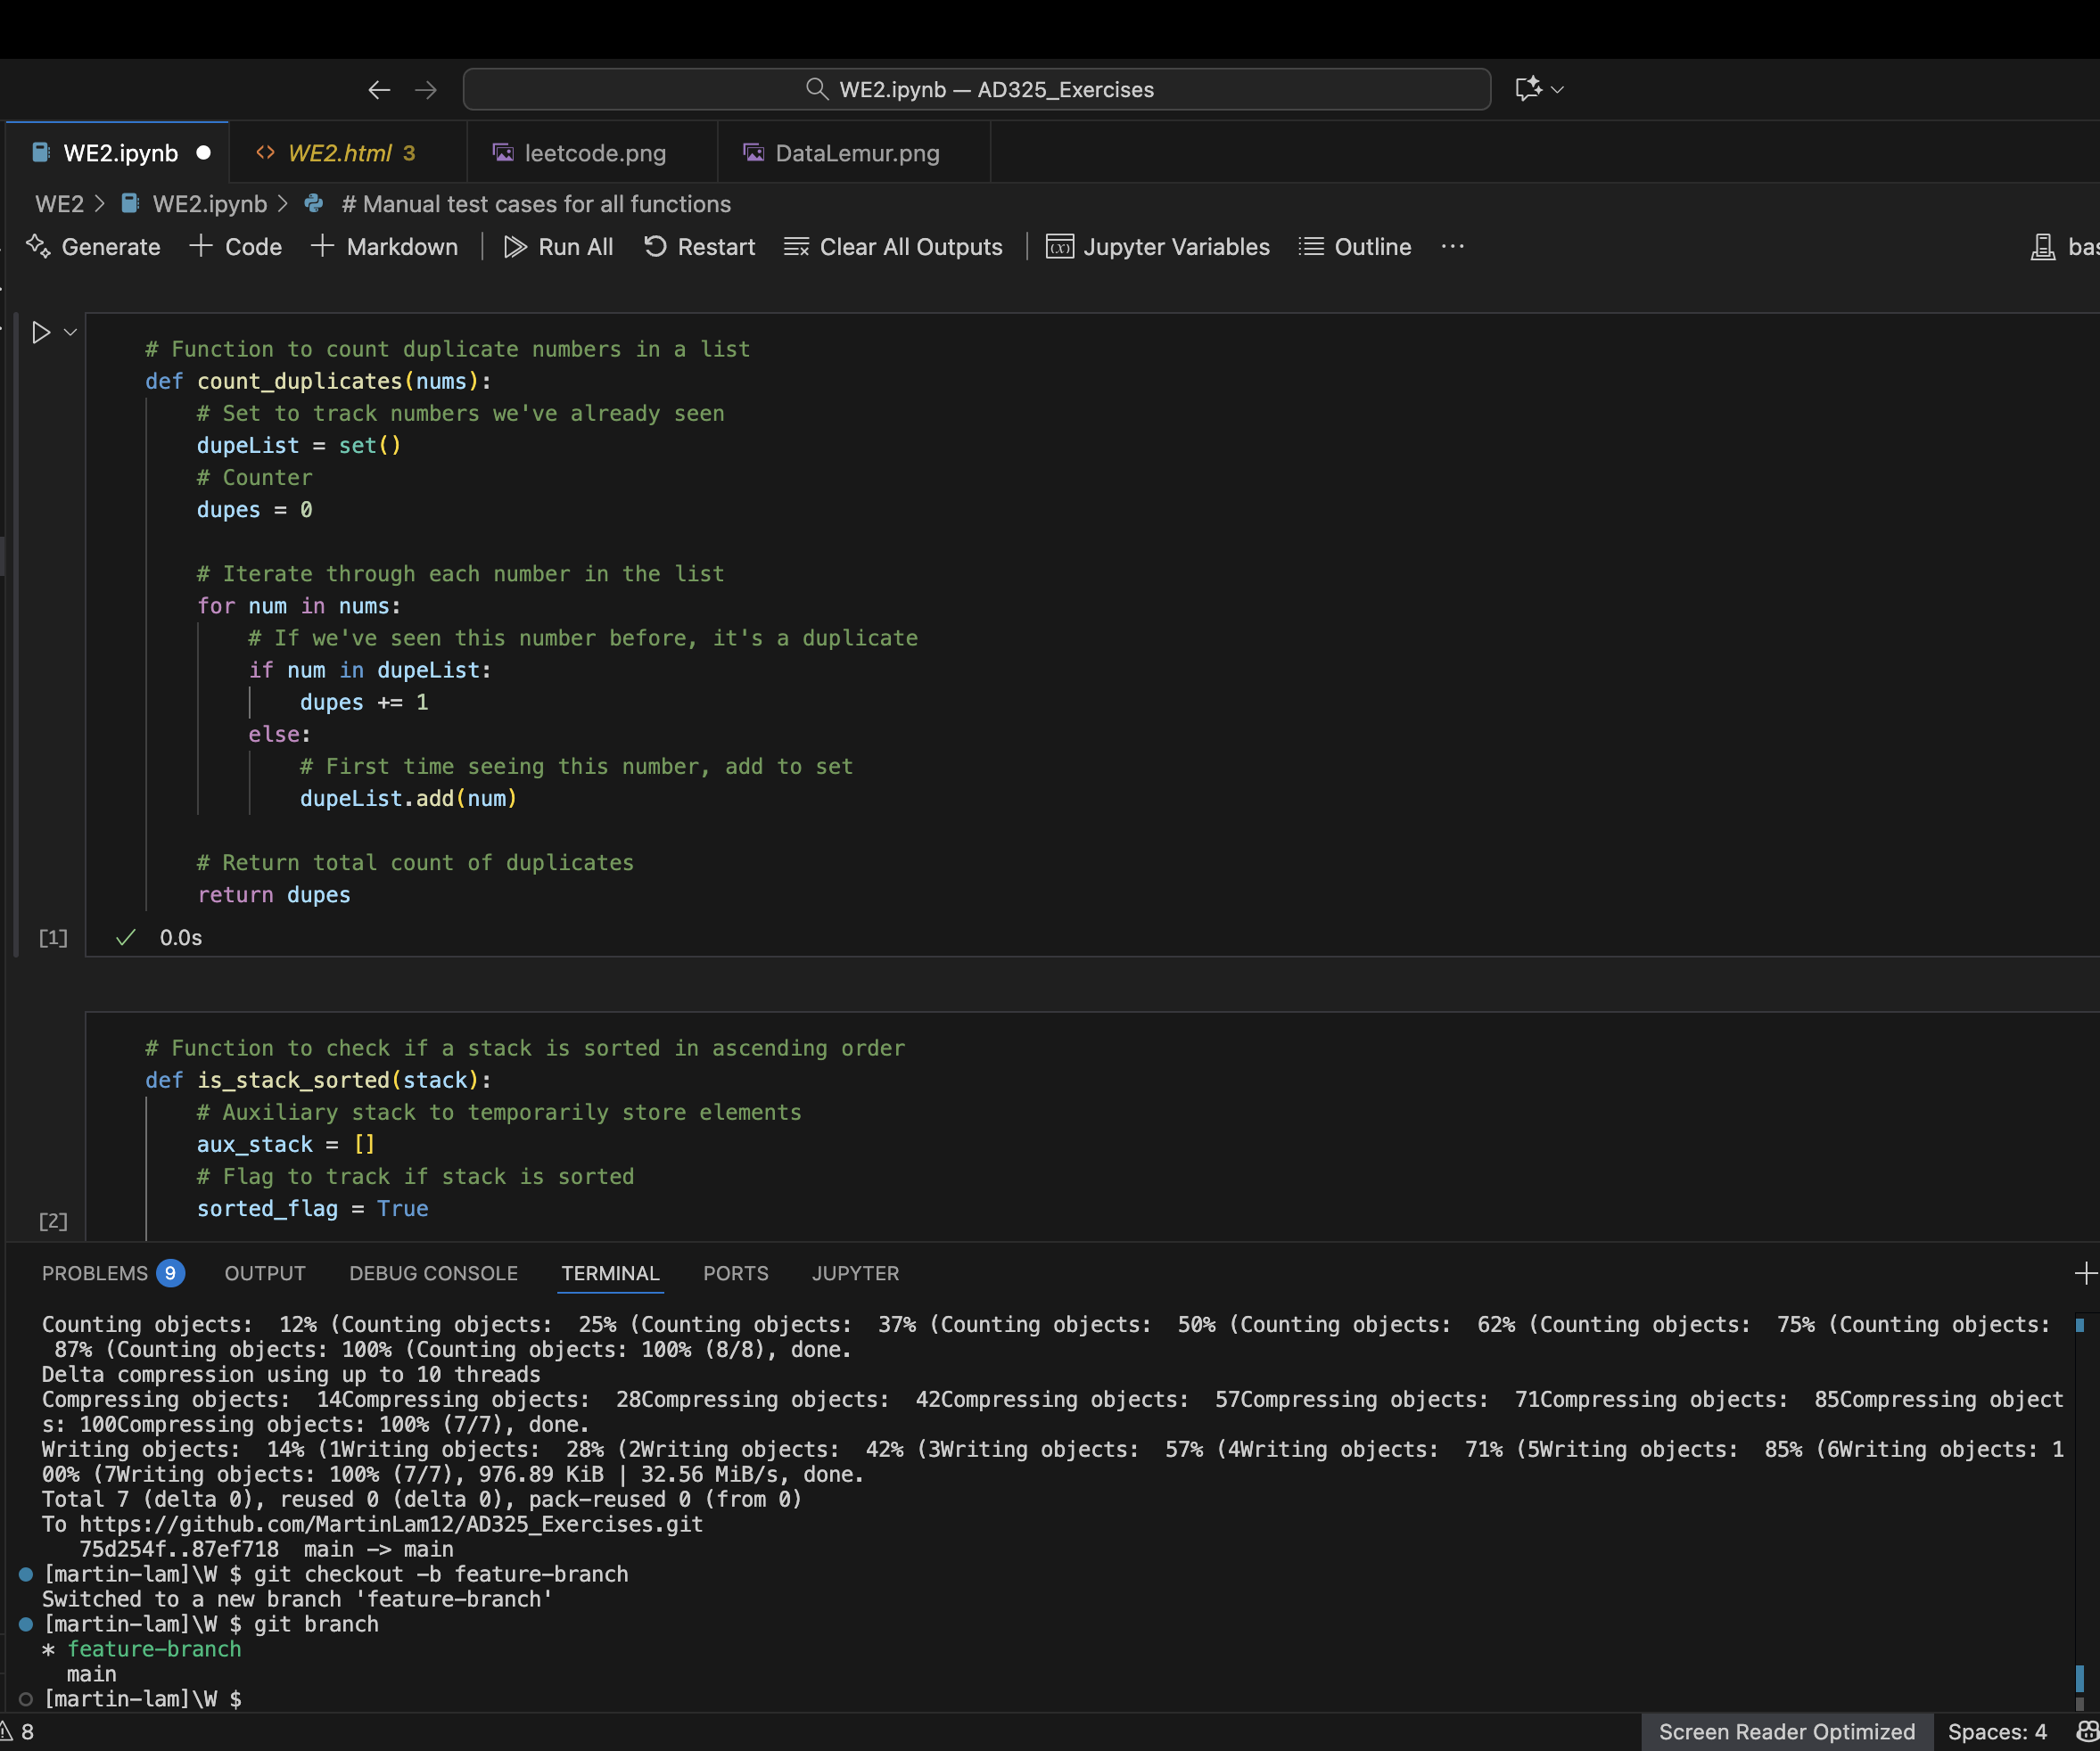 WE2.ipynb — AD325_Exercises
WE2.ipynb
WE2.html 3
leetcode.png
DataLemur.png
WE2 > WE2.ipynb > # Manual test cases for all functions
Generate + Code + Markdown | Run All Restart Clear All Outputs | Jupyter Variables Outline ...
# Function to count duplicate numbers in a list
def count_duplicates(nums):
    # Set to track numbers we've already seen
    dupeList = set()
    # Counter
    dupes = 0
    # Iterate through each number in the list
    for num in nums:
        # If we've seen this number before, it's a duplicate
        if num in dupeList:
            dupes += 1
        else:
            # First time seeing this number, add to set
            dupeList.add(num)
    # Return total count of duplicates
    return dupes
[1] ✓ 0.0s
# Function to check if a stack is sorted in ascending order
def is_stack_sorted(stack):
    # Auxiliary stack to temporarily store elements
    aux_stack = []
    # Flag to track if stack is sorted
    sorted_flag = True
[2]
PROBLEMS 9 OUTPUT DEBUG CONSOLE TERMINAL PORTS JUPYTER
Counting objects:  12% (Counting objects:  25% (Counting objects:  37% (Counting objects:  50% (Counting objects:  62% (Counting objects:  75% (Counting objects:
 87% (Counting objects: 100% (Counting objects: 100% (8/8), done.
Delta compression using up to 10 threads
Compressing objects:  14Compressing objects:  28Compressing objects:  42Compressing objects:  57Compressing objects:  71Compressing objects:  85Compressing object
s: 100Compressing objects: 100% (7/7), done.
Writing objects:  14% (1Writing objects:  28% (2Writing objects:  42% (3Writing objects:  57% (4Writing objects:  71% (5Writing objects:  85% (6Writing objects: 1
00% (7Writing objects: 100% (7/7), 976.89 KiB | 32.56 MiB/s, done.
Total 7 (delta 0), reused 0 (delta 0), pack-reused 0 (from 0)
To https://github.com/MartinLam12/AD325_Exercises.git
   75d254f..87ef718  main -> main
[martin-lam]\W $ git checkout -b feature-branch
Switched to a new branch 'feature-branch'
[martin-lam]\W $ git branch
* feature-branch
  main
[martin-lam]\W $
8
Screen Reader Optimized
Spaces: 4